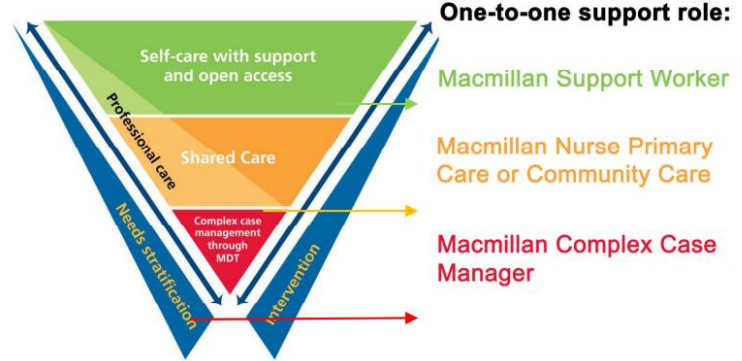 One-to-one support role:
Self-care with support
and open access
Macmillan Support Worker
Professional care
Shared Care
Macmillan Nurse Primary
Care or Community Care
Complex case
management
through
MDT
Macmillan Complex Case
Manager
Needs stratification
Intervention